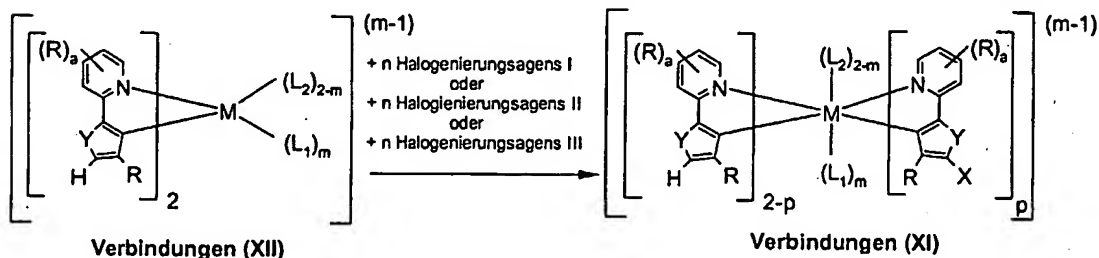 (R)a
N
Y
H
R
2
M
(L2)2-m
(L1)m
(m-1)
Verbindungen (XII)
+ n Halogenierungsagens I
oder
+ n Halogienierungsagens II
oder
+ n Halogenierungsagens III
(R)a
N
Y
H
R
2-p
(L2)2-m
M
(L1)m
(R)a
N
Y
R
X
p
(m-1)
Verbindungen (XI)